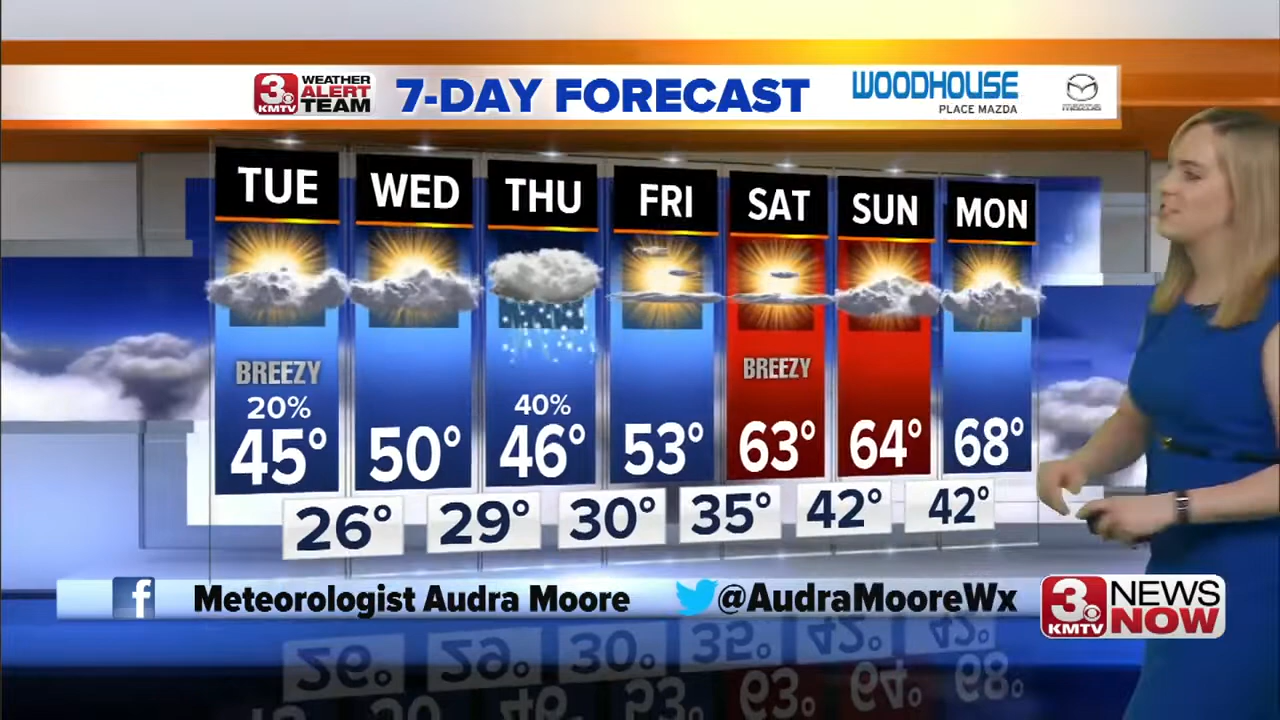 3 KMTV WEATHER ALERT TEAM
7-DAY FORECAST
WOODHOUSE
PLACE MAZDA
mazda
TUE WED THU FRI SAT SUN MON
BREEZY BREEZY
20% 40%
45° 50° 46° 53° 63° 64° 68°
26° 29° 30° 35° 42° 42°
f Meteorologist Audra Moore @AudraMooreWx
3 KMTV NEWS NOW